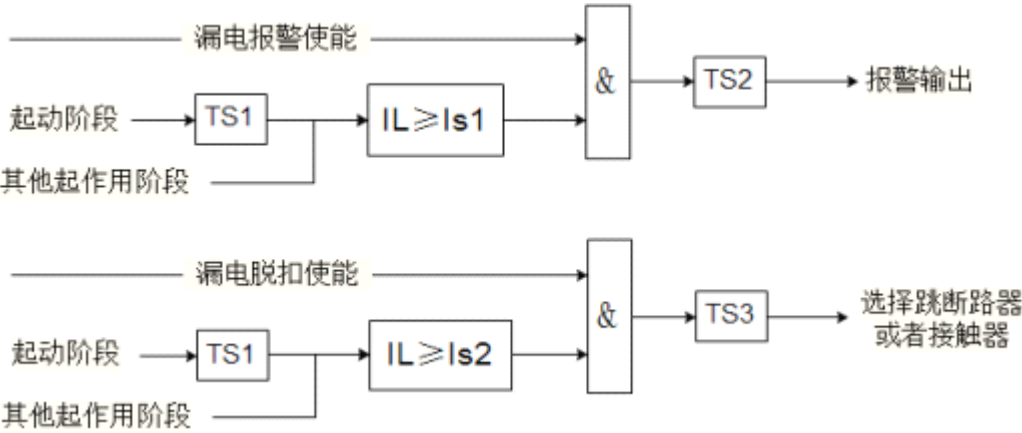 漏电报警使能
&
TS2
报警输出
起动阶段
TS1
IL≥Is1
其他起作用阶段
漏电脱扣使能
&
TS3
选择跳断路器
或者接触器
起动阶段
TS1
IL≥Is2
其他起作用阶段